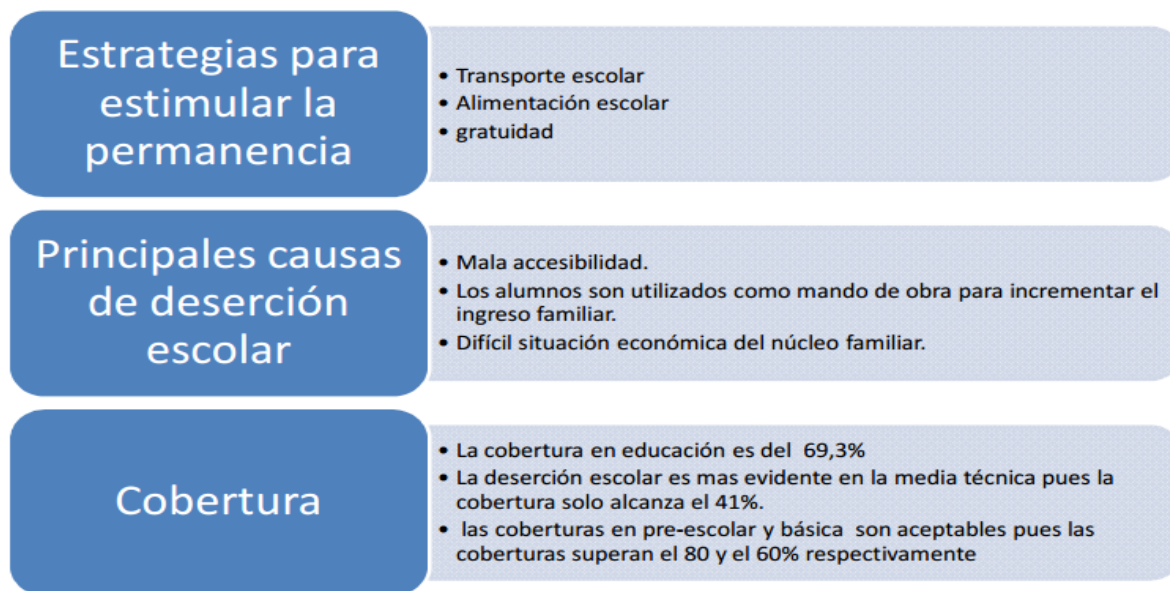 Estrategias para
estimular la
permanencia
• Transporte escolar
• Alimentación escolar
• gratuidad
Principales causas
de deserción
escolar
• Mala accesibilidad.
• Los alumnos son utilizados como mando de obra para incrementar el
ingreso familiar.
• Difícil situación económica del núcleo familiar.
Cobertura
• La cobertura en educación es del 69,3%
• La deserción escolar es mas evidente en la media técnica pues la
cobertura solo alcanza el 41%.
• las coberturas en pre-escolar y básica son aceptables pues las
coberturas superan el 80 y el 60% respectivamente